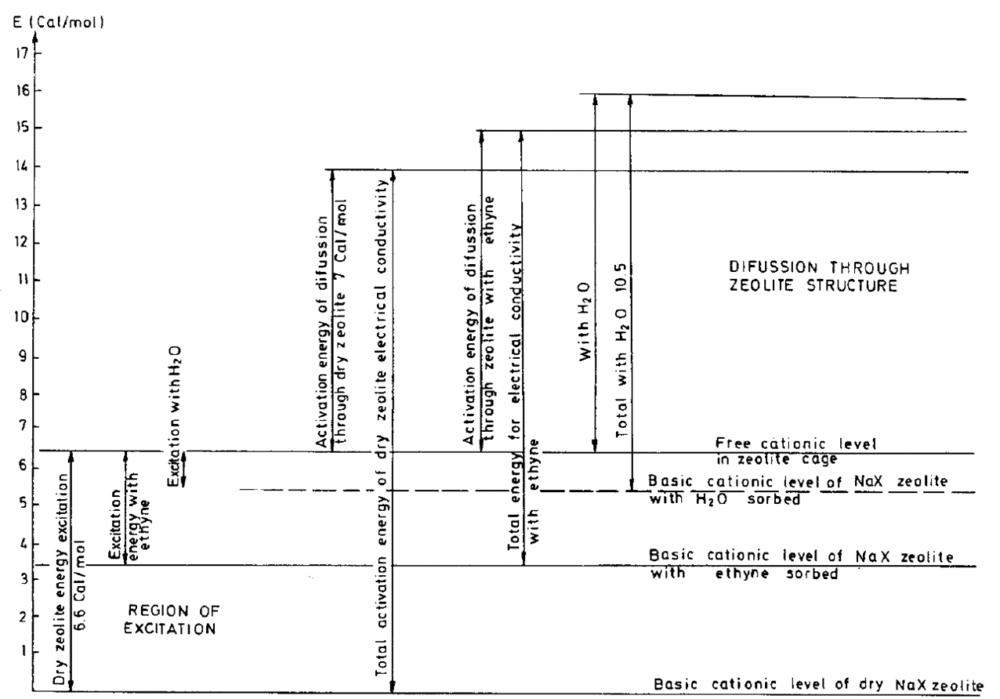 E (Cal/mol)
17
16
15
14
13
12
11
10
9
8
7
6
5
4
3
2
1
Dry zeolite energy excitation
6.6 Cal/mol
Excitation
energy with
ethyne
Excitation with H₂O
REGION OF
EXCITATION
Activation energy of difussion
through dry zeolite 7 Cal/mol
Total activation energy of dry zeolite electrical conductivity
Activation energy of difussion
through zeolite with ethyne
Total energy for electrical conductivity
with ethyne
With H₂O
Total with H₂O 10.5
DIFUSSION THROUGH
ZEOLITE STRUCTURE
Free cationic level
in zeolite cage
Basic cationic level of NaX zeolite
with H₂O sorbed
Basic cationic level of NaX zeolite
with ethyne sorbed
Basic cationic level of dry NaX zeolite